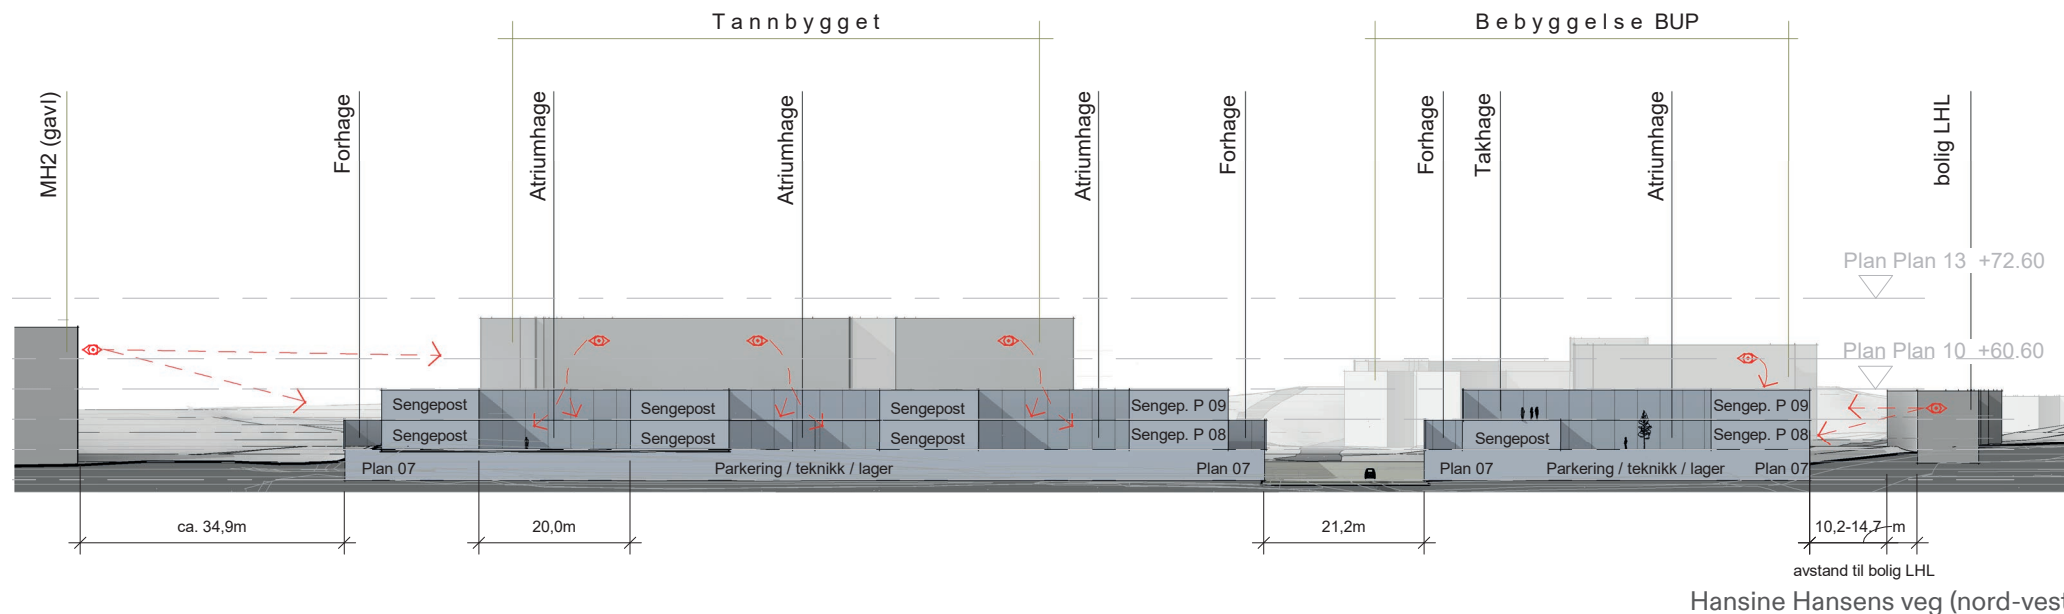 Tannbygget
Bebyggelse BUP
MH2 (gavl)
Forhage
Atriumhage
Atriumhage
Atriumhage
Forhage
Forhage
Takhage
Atriumhage
bolig LHL
Plan Plan 13 +72.60
Plan Plan 10 +60.60
Sengepost
Sengepost
Sengepost
Sengep. P 09
Sengep. P 09
Sengepost
Sengepost
Sengepost
Sengep. P 08
Sengepost
Sengep. P 08
Plan 07
Parkering / teknikk / lager
Plan 07
Plan 07
Parkering / teknikk / lager
Plan 07
ca. 34,9m
20,0m
21,2m
10,2-14,7 m
avstand til bolig LHL
Hansine Hansens veg (nord-vest